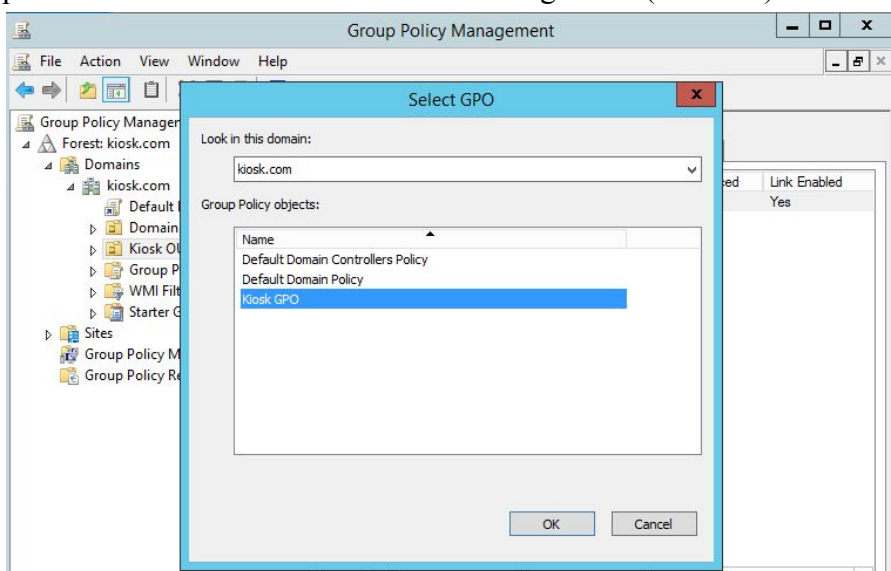 Group Policy Management
File Action View Window Help
Select GPO
Group Policy Manager
Forest: kiosk.com
Domains
kiosk.com
Default
Domain
Kiosk OU
Group P
WMI Filt
Starter G
Sites
Group Policy M
Group Policy Re
Look in this domain:
kiosk.com
Group Policy objects:
Name
Default Domain Controllers Policy
Default Domain Policy
Kiosk GPO
OK Cancel
ced Link Enabled
Yes